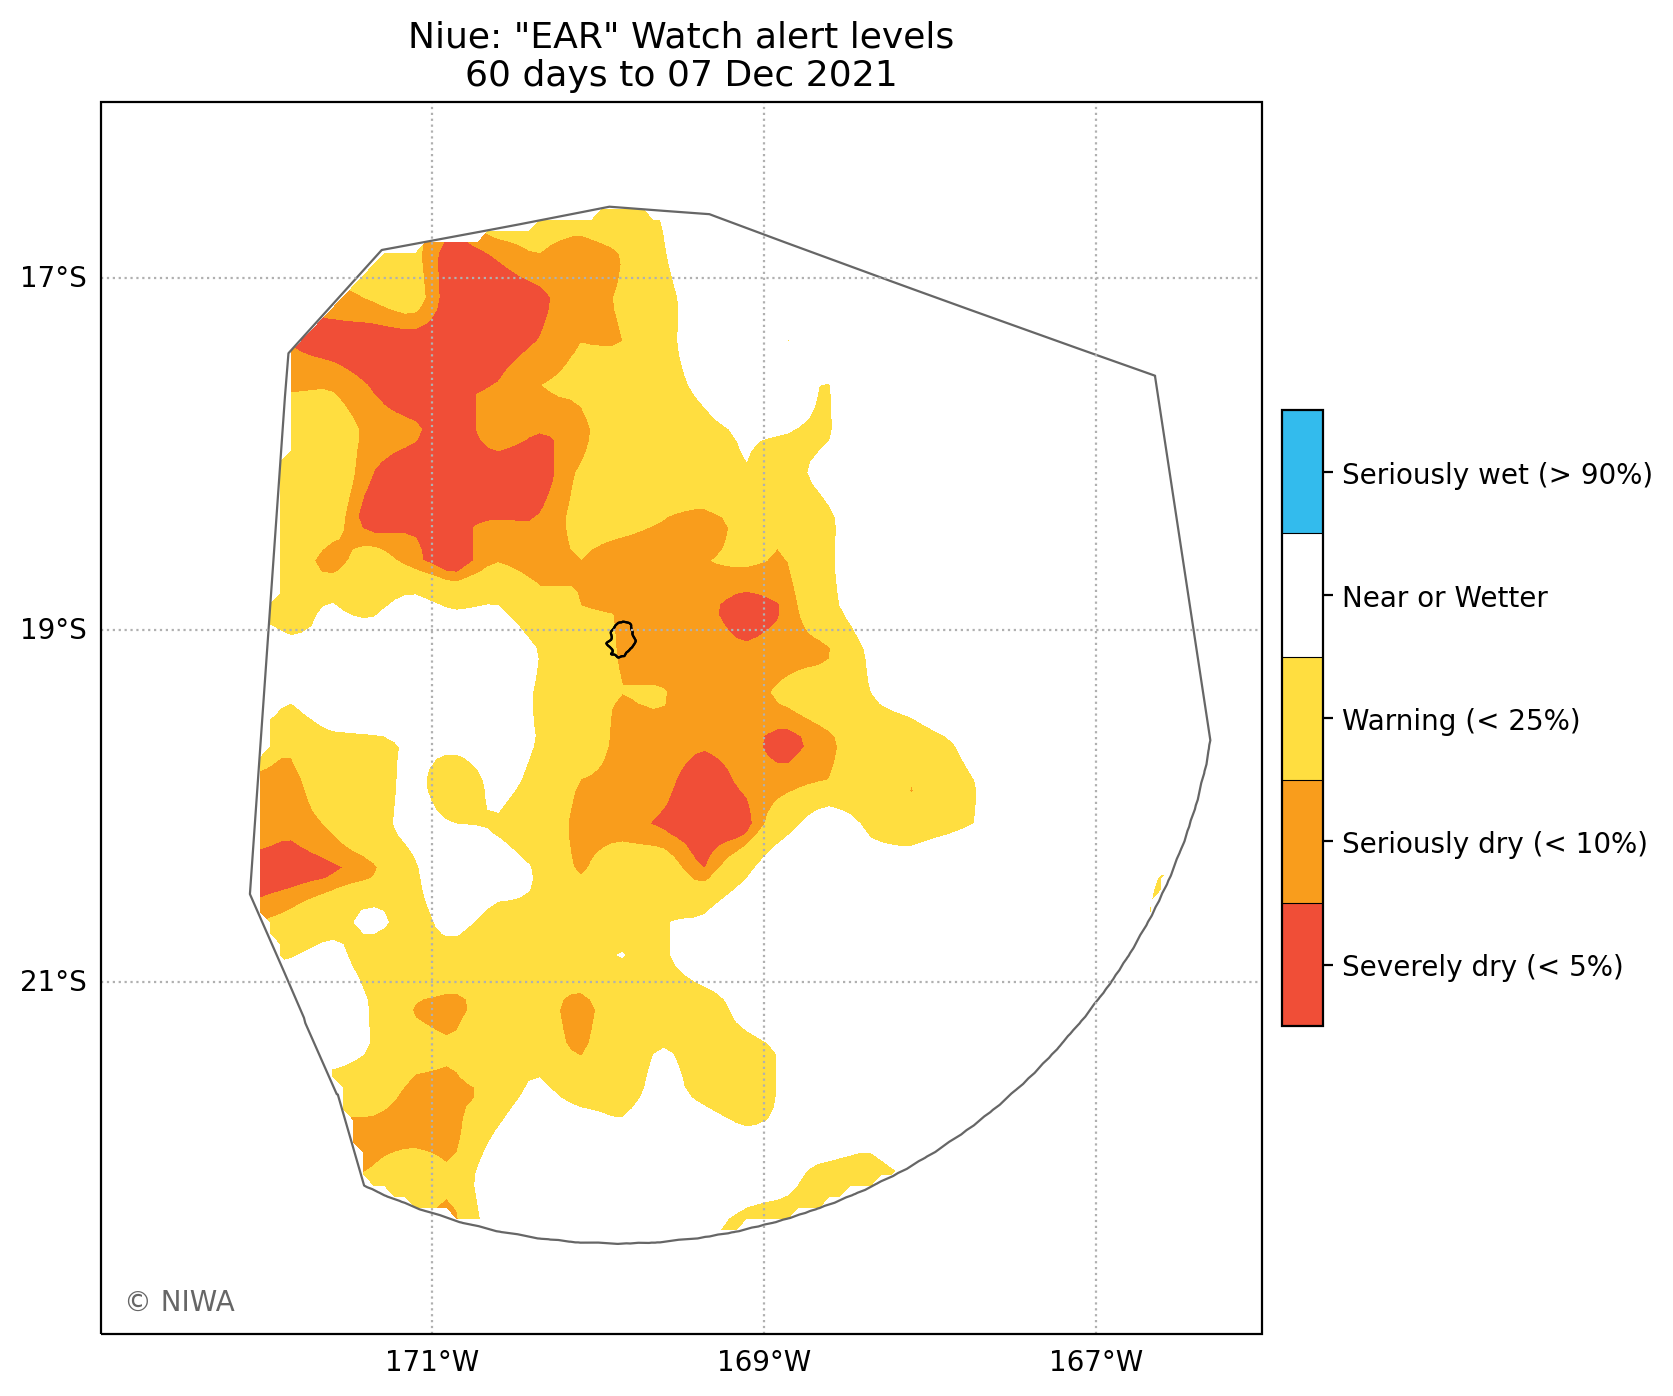 Niue: "EAR" Watch alert levels
60 days to 07 Dec 2021
17°S
19°S
21°S
171°W
169°W
167°W
Seriously wet (> 90%)
Near or Wetter
Warning (< 25%)
Seriously dry (< 10%)
Severely dry (< 5%)
© NIWA